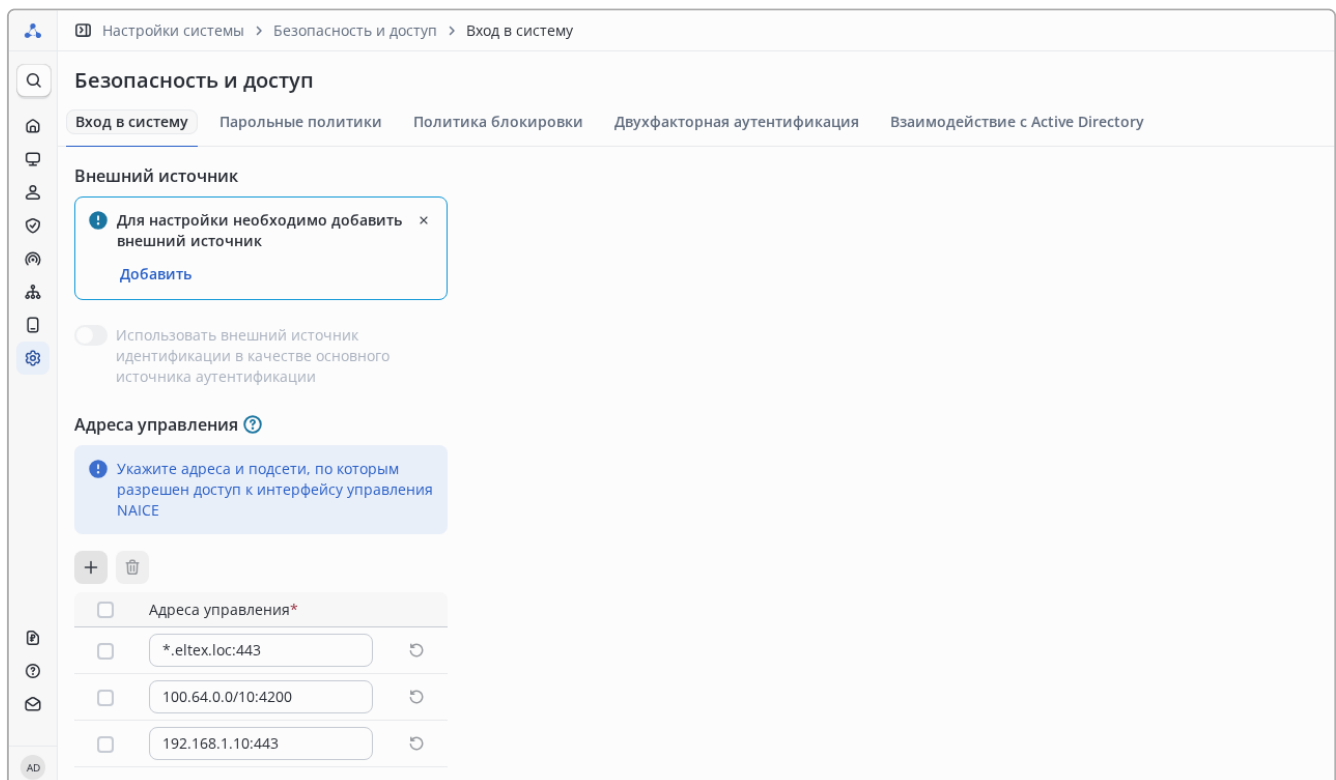 Настройки системы > Безопасность и доступ > Вход в систему
Безопасность и доступ
Вход в систему Парольные политики Политика блокировки Двухфакторная аутентификация Взаимодействие с Active Directory
Внешний источник
Для настройки необходимо добавить
внешний источник
Добавить
Использовать внешний источник
идентификации в качестве основного
источника аутентификации
Адреса управления
Укажите адреса и подсети, по которым
разрешен доступ к интерфейсу управления
NAICE
Адреса управления*
*.eltex.loc:443
100.64.0.0/10:4200
192.168.1.10:443
AD